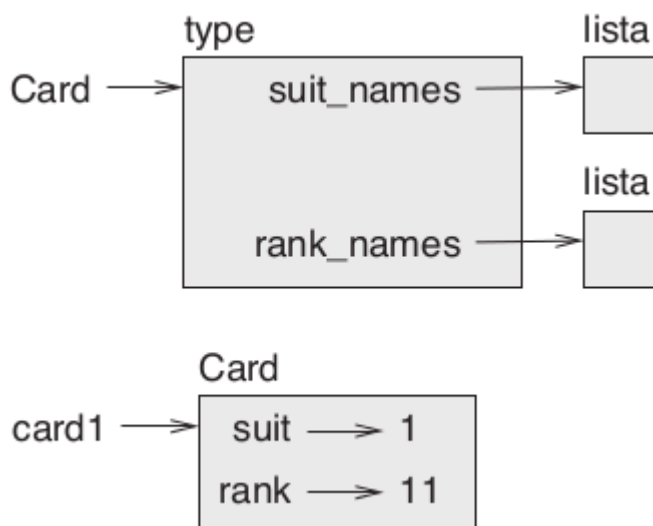 type
lista
Card
suit_names
lista
rank_names
Card
card1
suit
1
rank
11